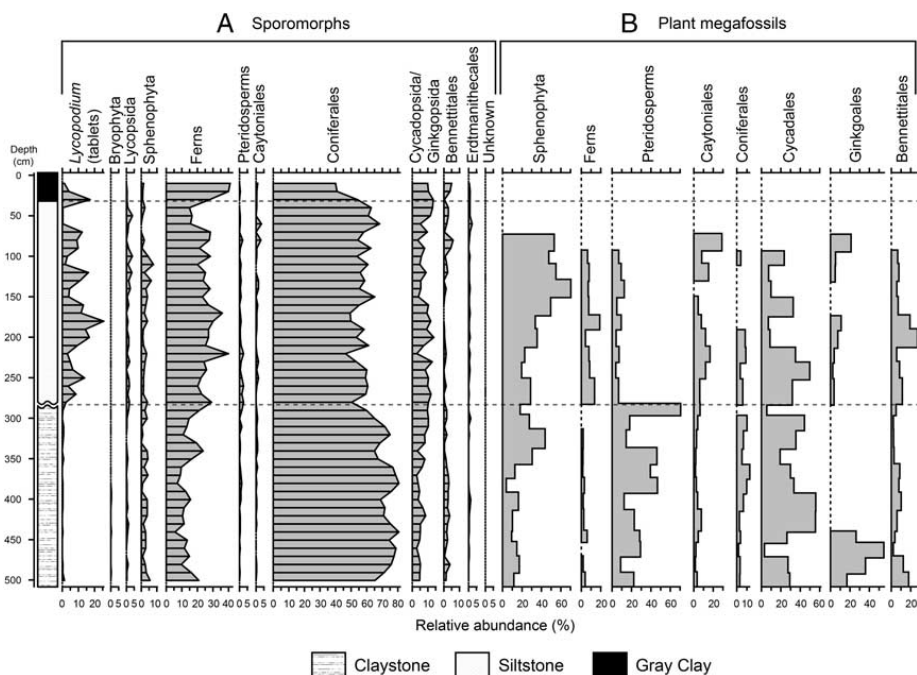 A Sporomorphs
B Plant megafossils
Depth
(cm)
Lycopodium
(tablets)
Bryophyta
Lycopsida
Sphenophyta
Ferns
Pteridosperms
Caytoniales
Coniferales
Cycadopsida/
Ginkgopsida
Bennettitales
Erdtmanithecales
Unknown
Sphenophyta
Ferns
Pteridosperms
Caytoniales
Coniferales
Cycadales
Ginkgoales
Bennettitales
0
50
100
150
200
250
300
350
400
450
500
0 10 20 0 5 0 5 0 5 10 0 10 20 30 40 0 5 0 5 0 10 20 30 40 50 60 70 80 0 10 20 0 10 0 5 0 5 0 20 40 60 0 10 20 0 20 40 60 0 20 0 10 0 20 40 60 0 20 40 0 20
Relative abundance (%)
Claystone Siltstone Gray Clay